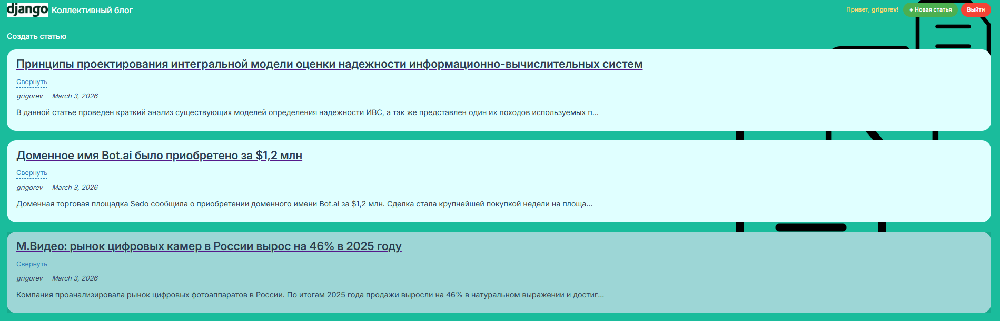 django Коллективный блог
Привет, grigorev! + Новая статья Выйти
Создать статью
Принципы проектирования интегральной модели оценки надежности информационно-вычислительных систем
Свернуть
grigorev March 3, 2026
В данной статье проведен краткий анализ существующих моделей определения надежности ИВС, а так же представлен один их походов используемых п...
Доменное имя Bot.ai было приобретено за $1,2 млн
Свернуть
grigorev March 3, 2026
Доменная торговая площадка Sedo сообщила о приобретении доменного имени Bot.ai за $1,2 млн. Сделка стала крупнейшей покупкой недели на площа...
М.Видео: рынок цифровых камер в России вырос на 46% в 2025 году
Свернуть
grigorev March 3, 2026
Компания проанализировала рынок цифровых фотоаппаратов в России. По итогам 2025 года продажи выросли на 46% в натуральном выражении и достиг...